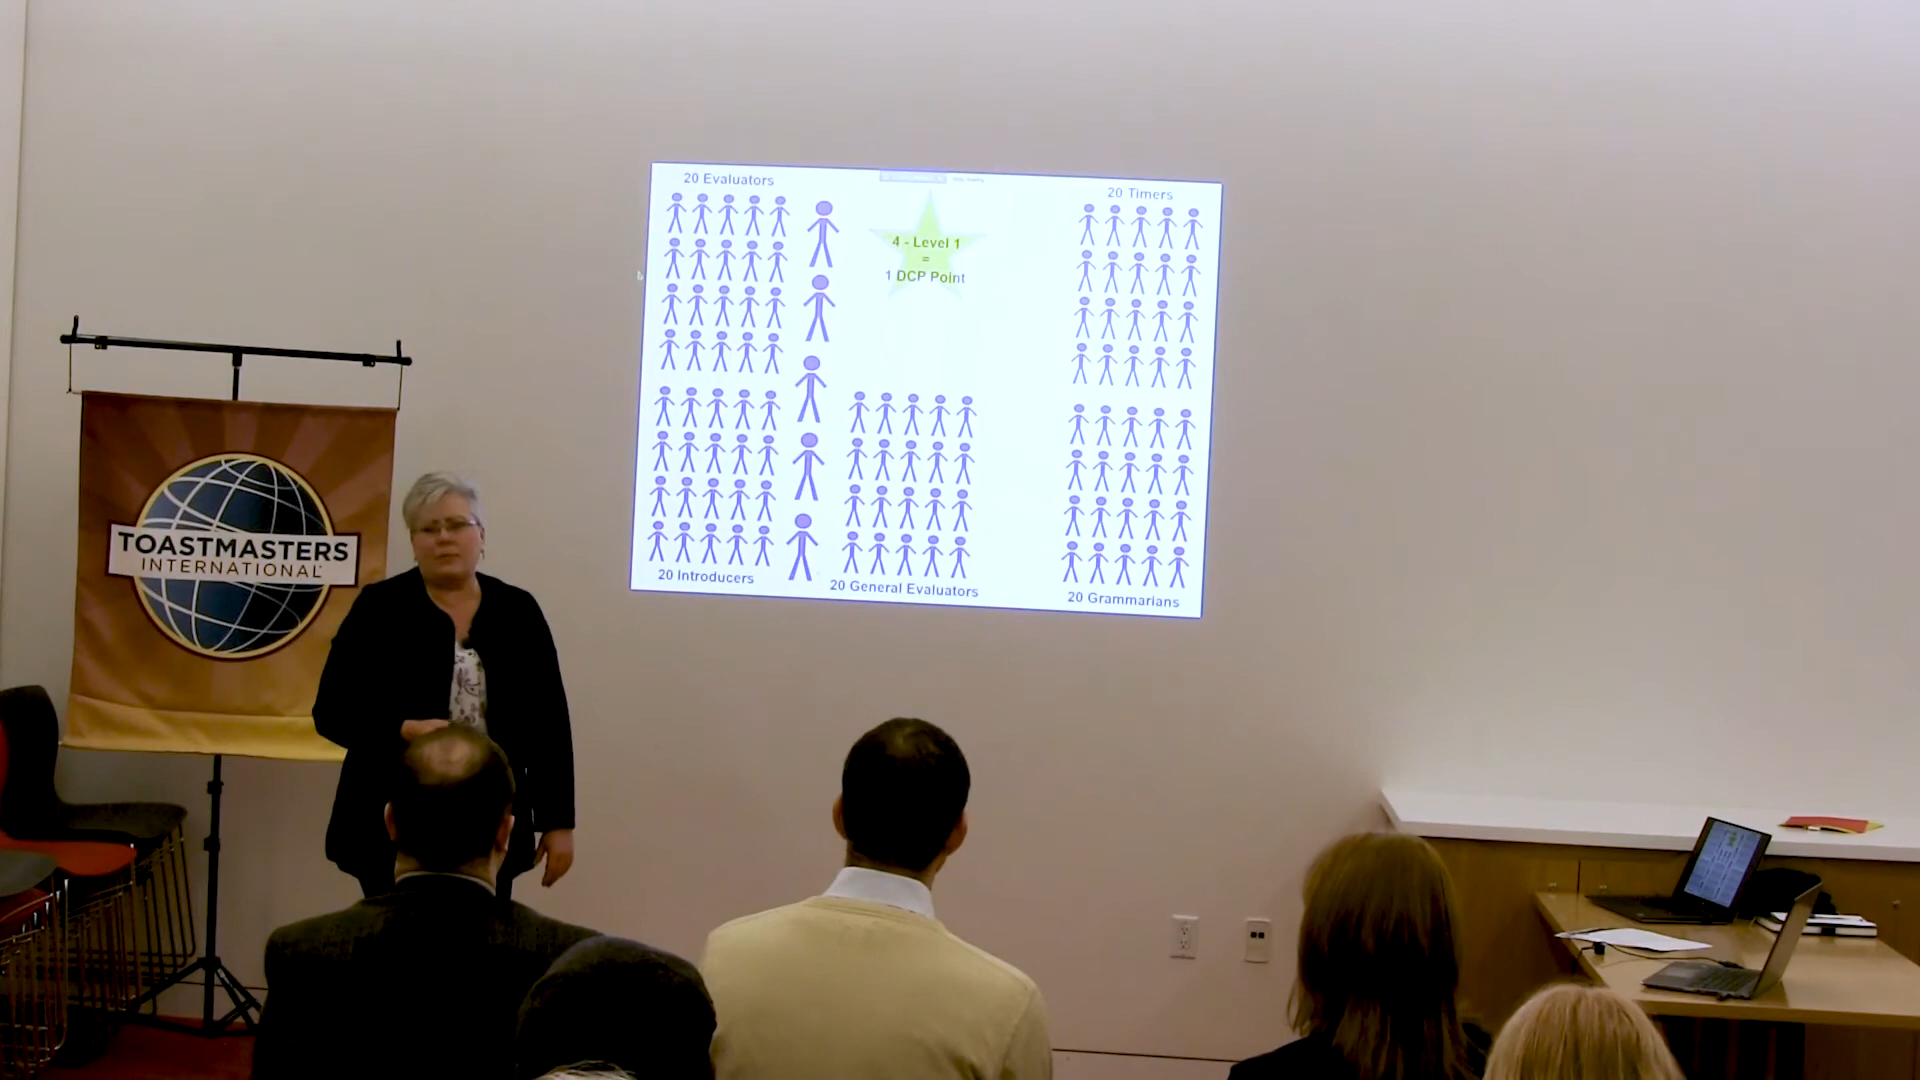 20 Evaluators
20 Timers
4 - Level 1
=
1 DCP Point
20 Introducers
20 General Evaluators
20 Grammarians
TOASTMASTERS
INTERNATIONAL